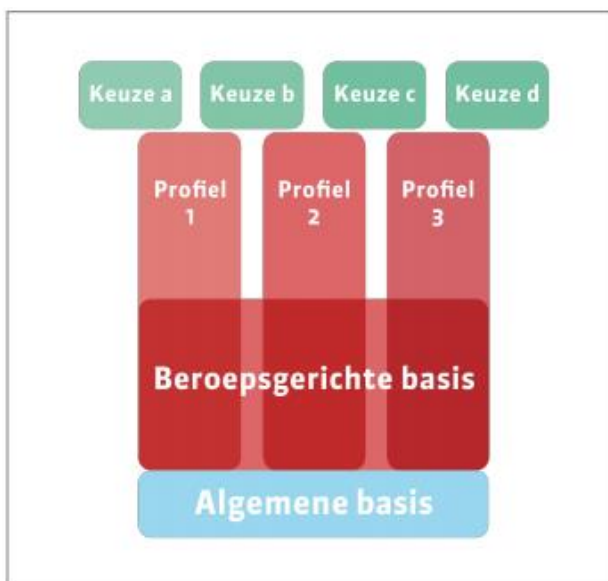 Keuze a Keuze b Keuze c Keuze d
Profiel 1 Profiel 2 Profiel 3
Beroepsgerichte basis
Algemene basis